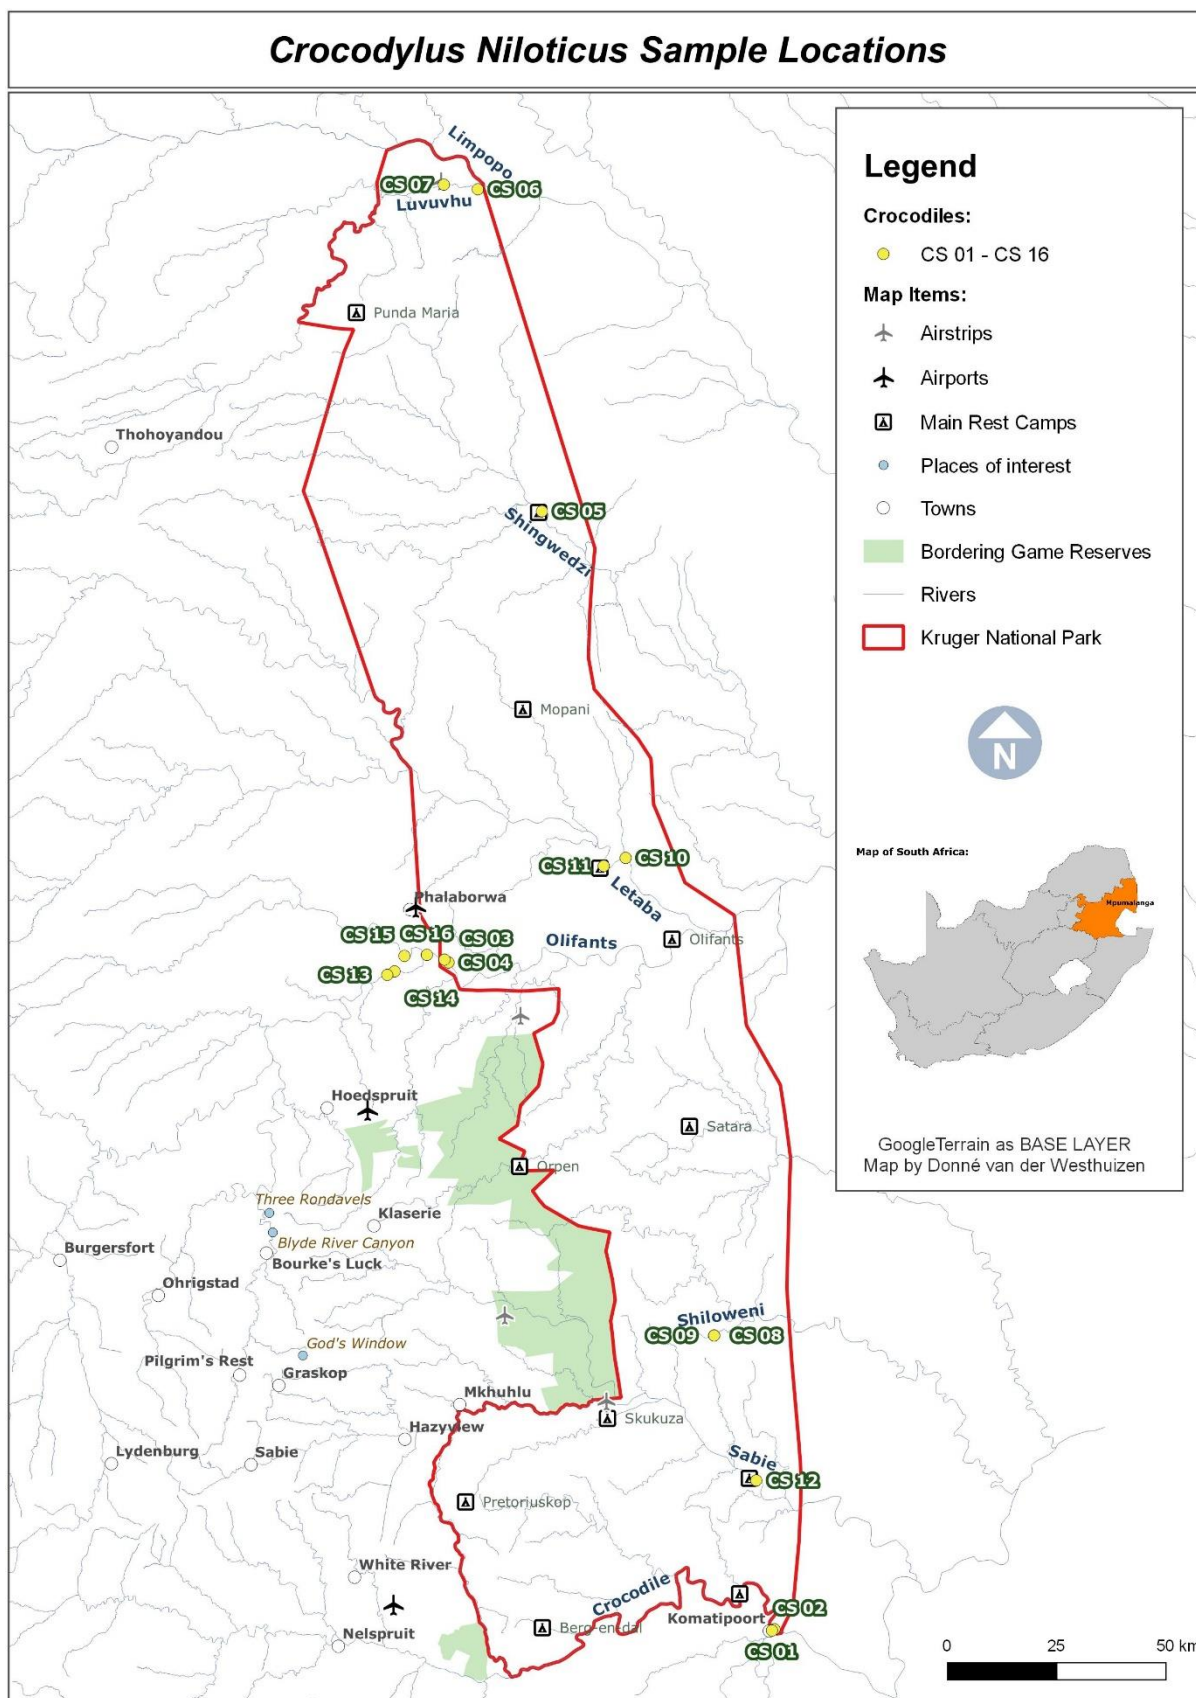 Crocodylus Niloticus Sample Locations
Limpopo
CS 07
CS 06
Luvuvhu
Punda Maria
Thohoyandou
CS 05
Shingwedzi
Mopani
CS 11
CS 10
Letaba
Phalaborwa
CS 15
CS 16
CS 03
Olifants
Olifants
CS 04
CS 13
CS 14
Hoedspruit
Satara
Orpen
Three Rondavels
Klaserie
Blyde River Canyon
Burgersfort
Bourke's Luck
Ohrigstad
Shiloweni
CS 09
CS 08
God's Window
Pilgrim's Rest
Graskop
Mkhuhlu
Skukuza
Hazyview
Lydenburg
Sabie
Sabie
CS 12
Pretoriuskop
White River
Crocodile
Komatipoort
CS 02
Berg-en-dal
Nelspruit
CS 01
Legend
Crocodiles:
CS 01 - CS 16
Map Items:
Airstrips
Airports
Main Rest Camps
Places of interest
Towns
Bordering Game Reserves
Rivers
Kruger National Park
N
Map of South Africa:
Mpumalanga
GoogleTerrain as BASE LAYER
Map by Donné van der Westhuizen
0 25 50 km